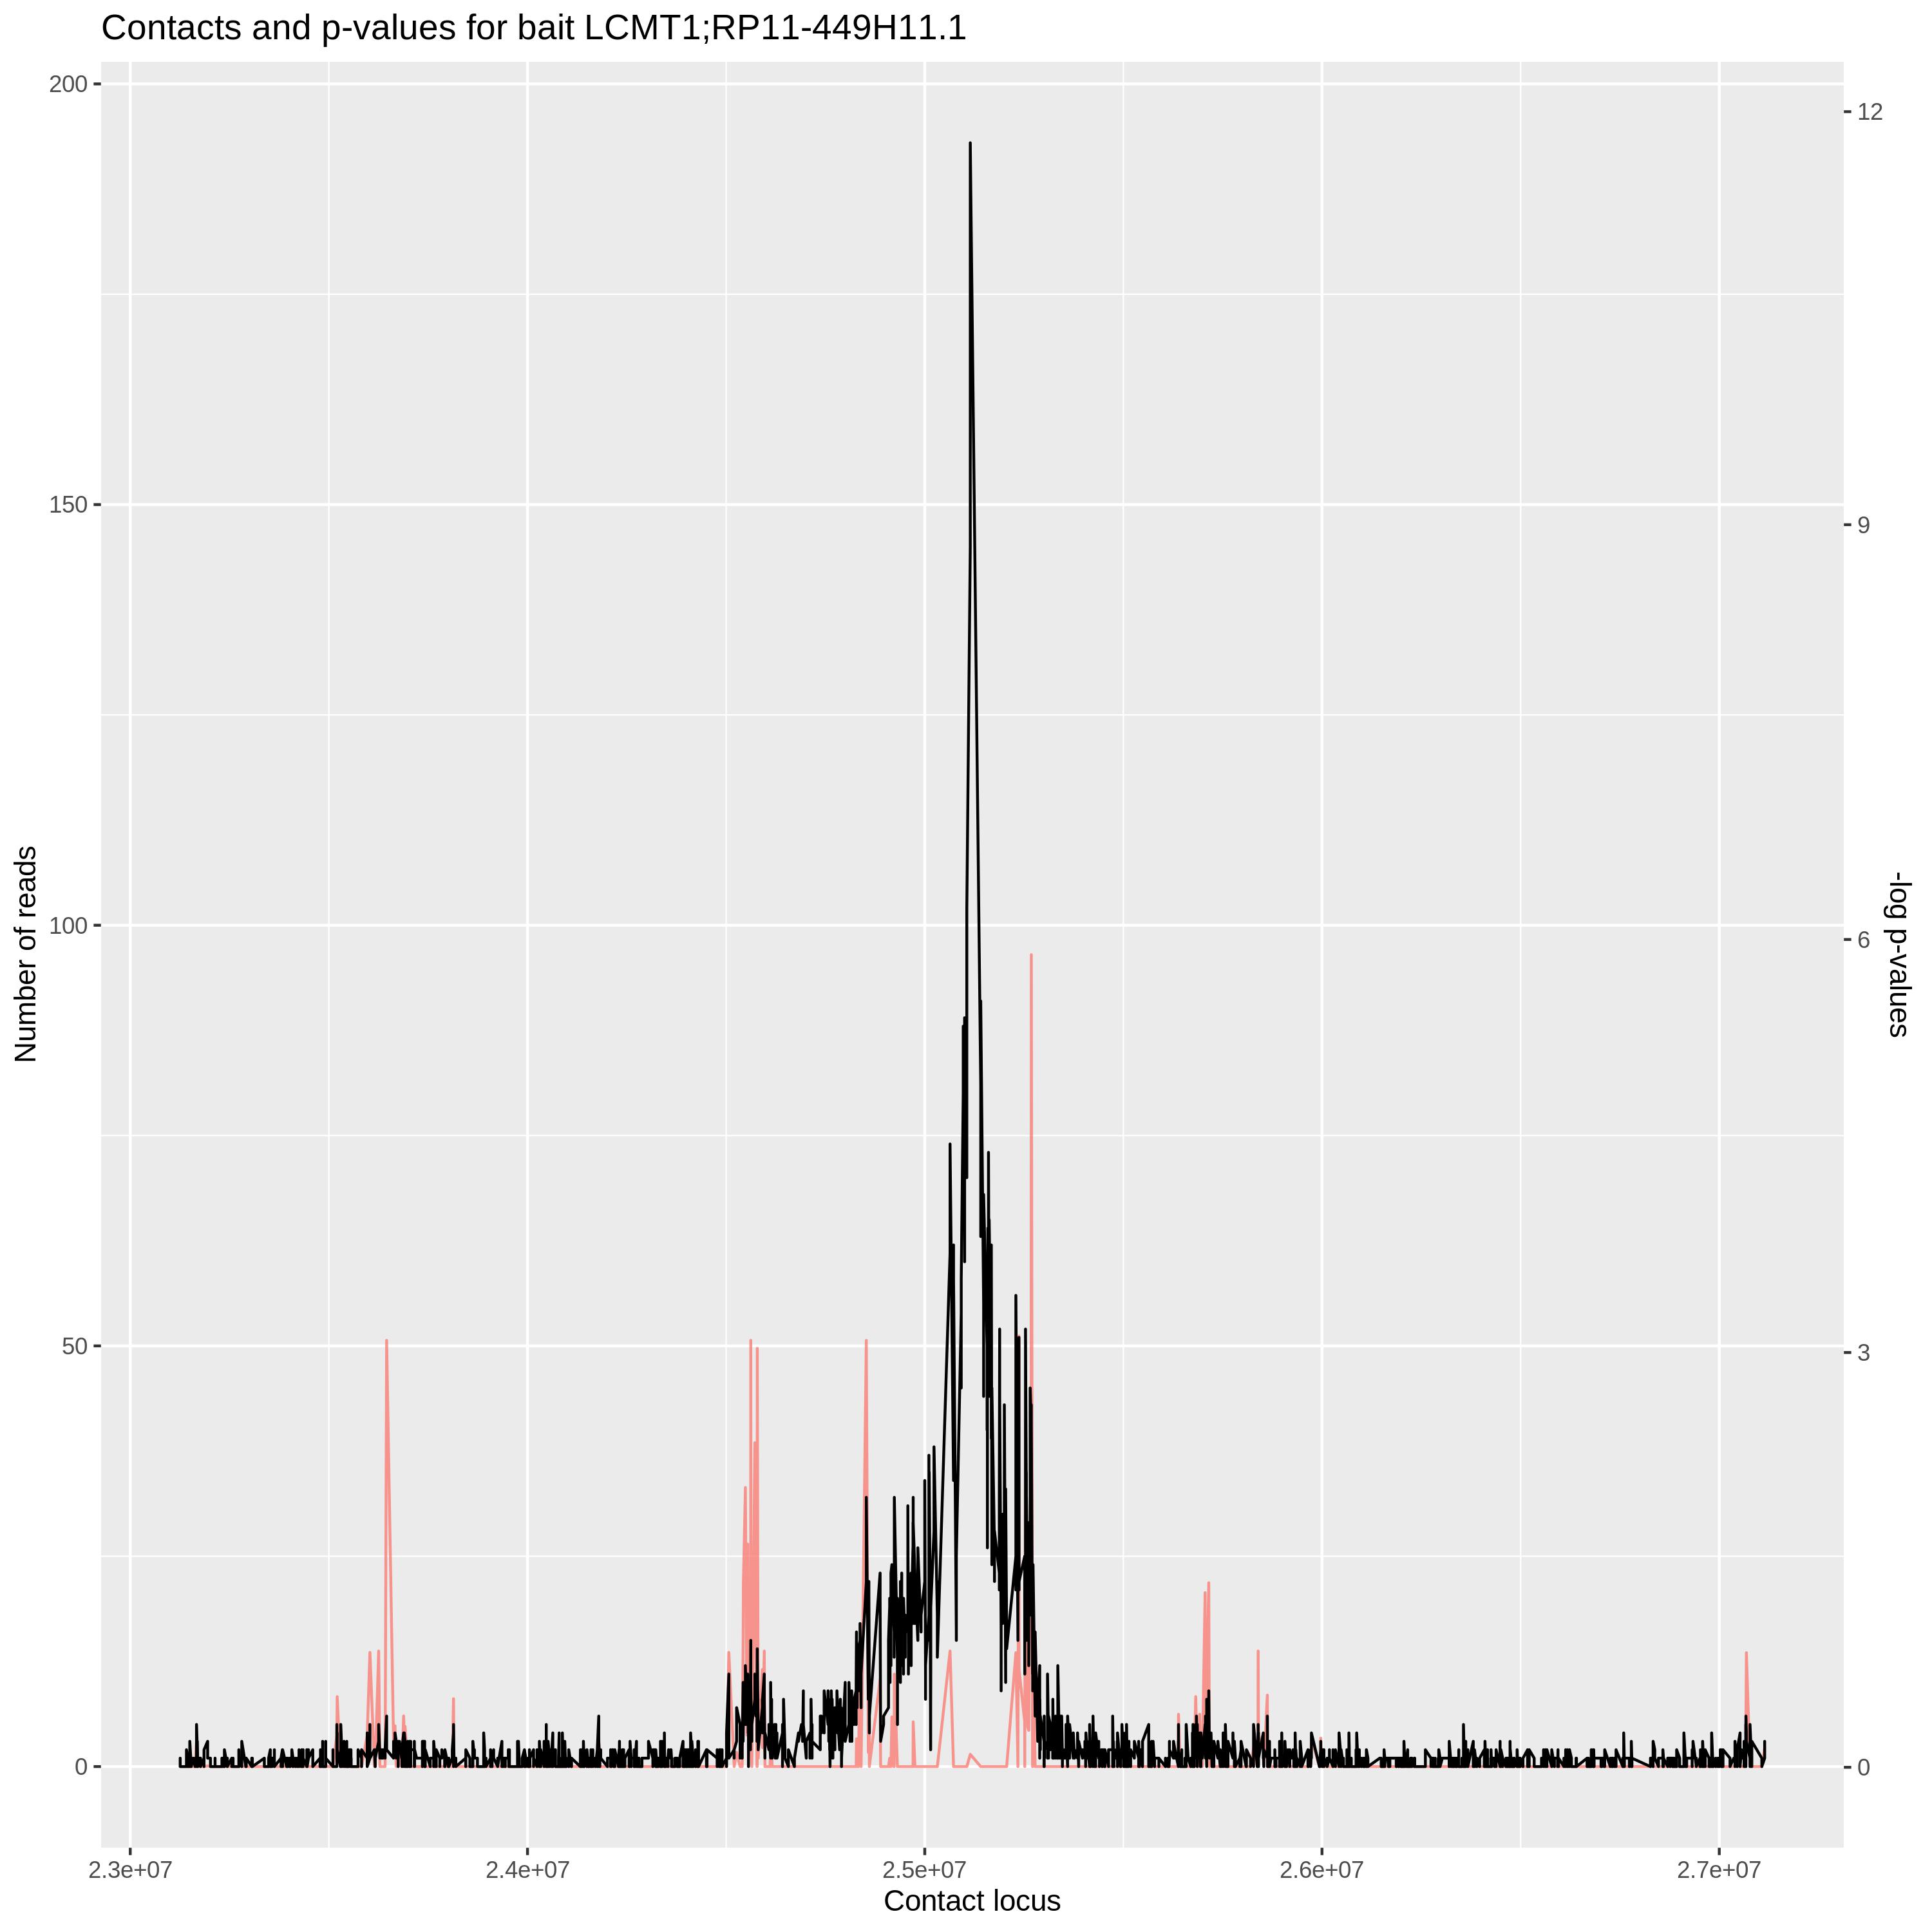 Contacts and p-values for bait LCMT1;RP11-449H11.1
200
150
100
50
0
12
9
6
3
0
Number of reads
-log p-values
2.3e+07
2.4e+07
2.5e+07
2.6e+07
2.7e+07
Contact locus